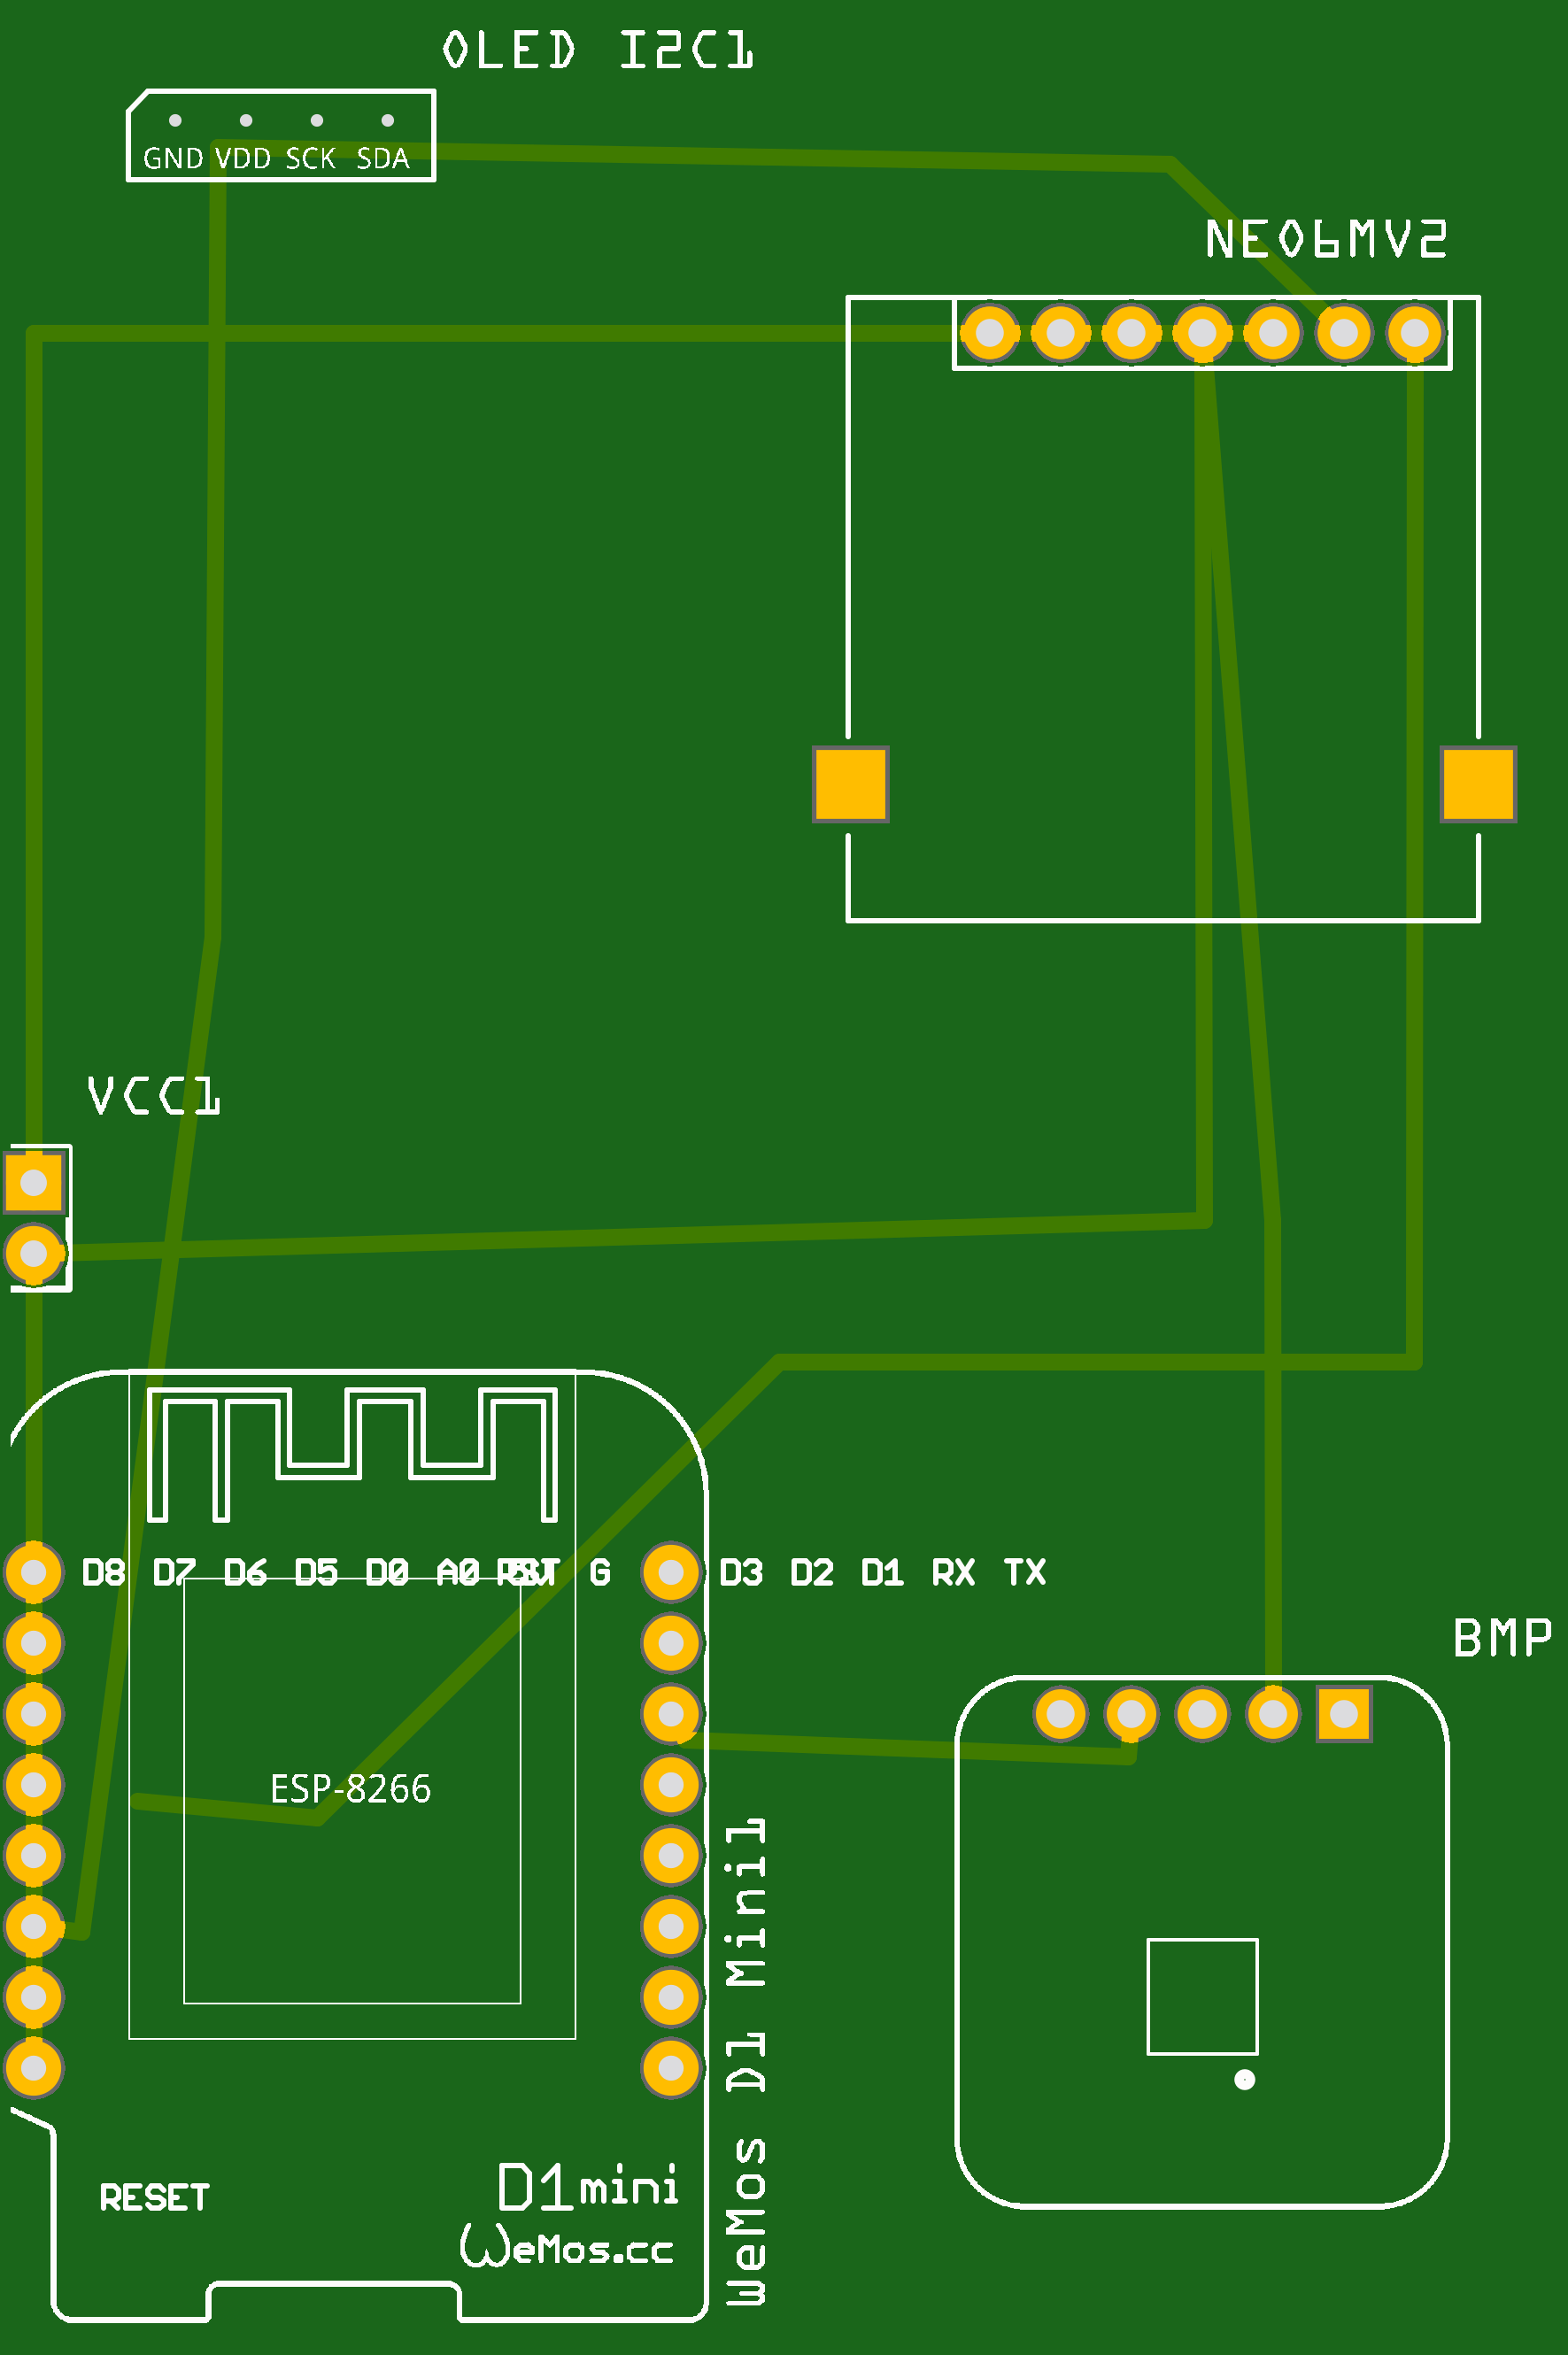 OLED I2C1
GND VDD SCK SDA
NEO6MV2
VCC1
D8 D7 D6 D5 D0 A0 G D3 D2 D1 RX TX
BMP
ESP-8266
WeMos D1 Mini1
RESET
D1mini
WeMos.cc